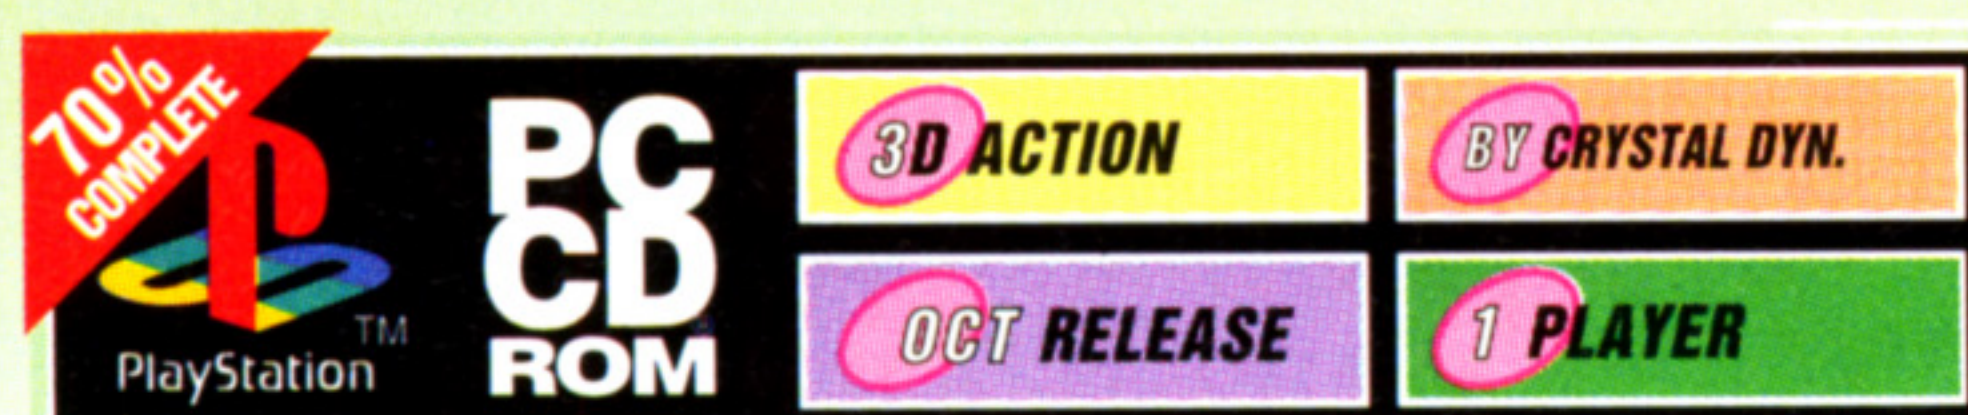 70%
COMPLETE
TM
PlayStation
PC
CD
ROM
3D ACTION
BY CRYSTAL DYN.
OCT RELEASE
1 PLAYER